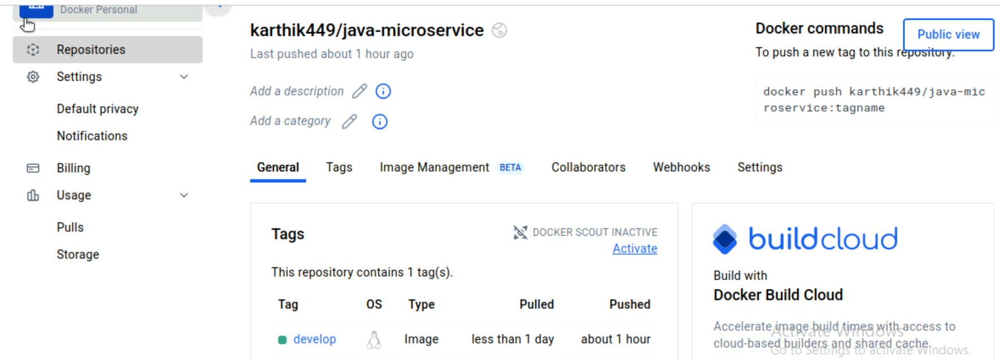 Docker Personal
Repositories
Settings
Default privacy
Notifications
Billing
Usage
Pulls
Storage
karthik449/java-microservice
Last pushed about 1 hour ago
Add a description
Add a category
Docker commands
Public view
To push a new tag to this repository:
docker push karthik449/java-mic
roservice:tagname
General Tags Image Management BETA Collaborators Webhooks Settings
Tags
DOCKER SCOUT INACTIVE
Activate
This repository contains 1 tag(s).
Tag OS Type Pulled Pushed
develop Image less than 1 day about 1 hour
buildcloud
Build with
Docker Build Cloud
Accelerate image build times with access to
cloud-based builders and shared cache.
Activate Windows
Go to Settings to activate Windows.